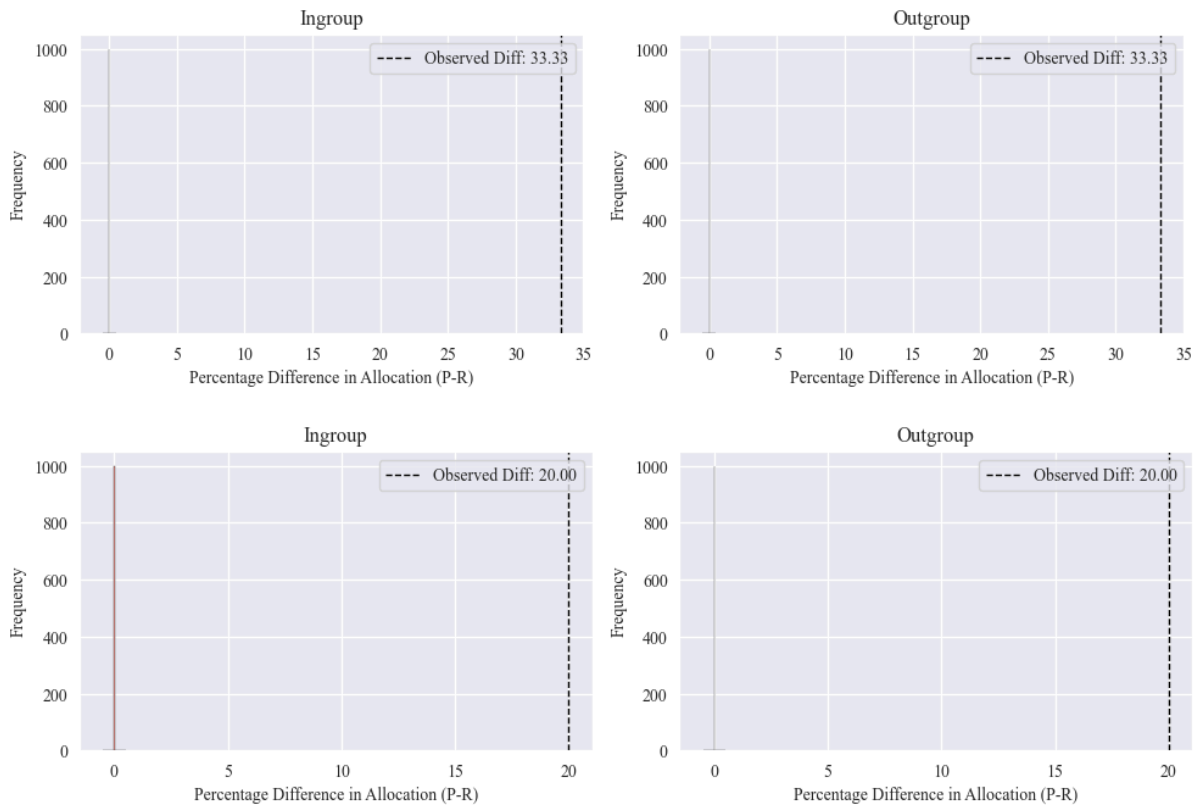 Ingroup
Outgroup
Observed Diff: 33.33
Observed Diff: 33.33
Frequency
1000
800
600
400
200
0
0 5 10 15 20 25 30 35
Percentage Difference in Allocation (P-R)
Frequency
1000
800
600
400
200
0
0 5 10 15 20 25 30 35
Percentage Difference in Allocation (P-R)
Ingroup
Outgroup
Observed Diff: 20.00
Observed Diff: 20.00
Frequency
1000
800
600
400
200
0
0 5 10 15 20
Percentage Difference in Allocation (P-R)
Frequency
1000
800
600
400
200
0
0 5 10 15 20
Percentage Difference in Allocation (P-R)